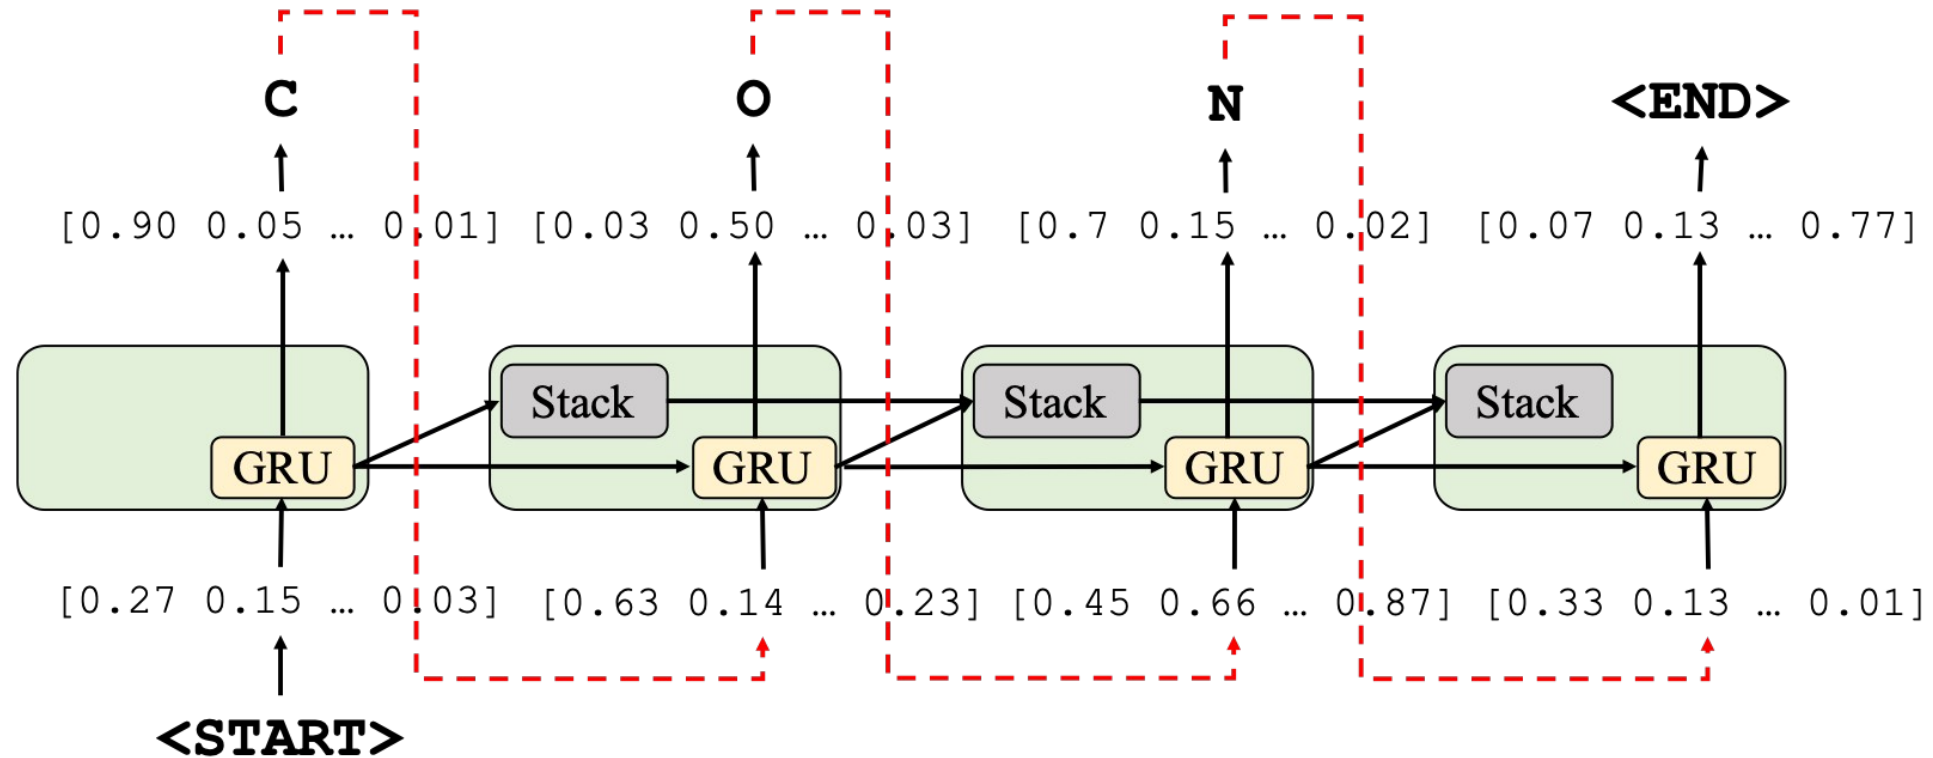 C O N <END>
[0.90 0.05 … 0.01] [0.03 0.50 … 0.03] [0.7 0.15 … 0.02] [0.07 0.13 … 0.77]
Stack Stack Stack
GRU GRU GRU GRU
[0.27 0.15 … 0.03] [0.63 0.14 … 0.23] [0.45 0.66 … 0.87] [0.33 0.13 … 0.01]
<START>